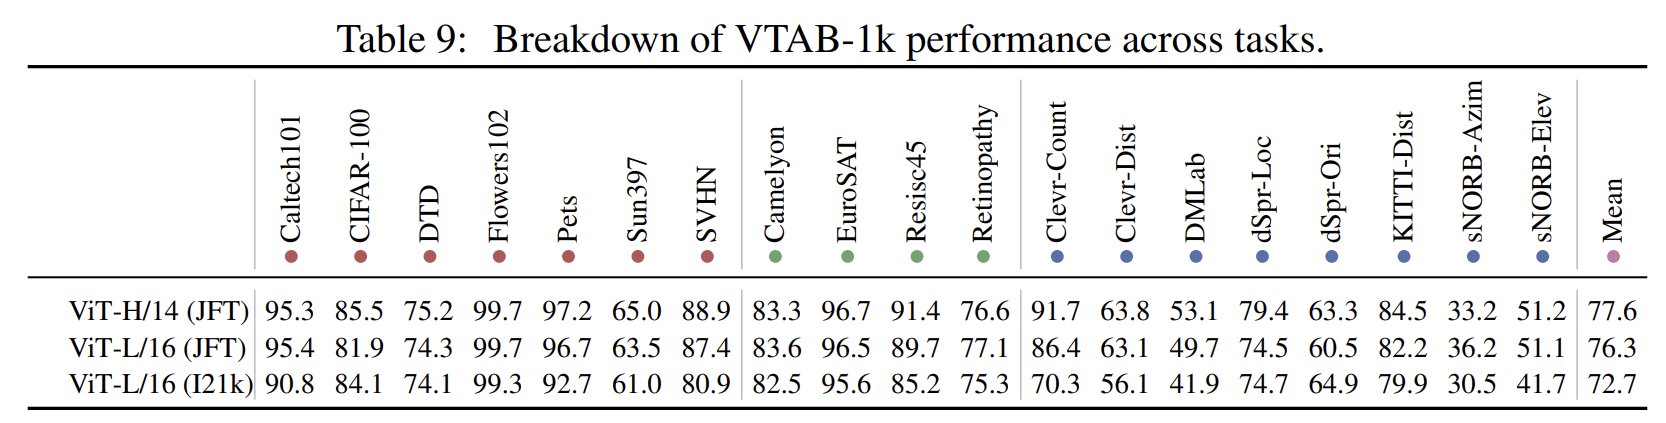 Table 9: Breakdown of VTAB-1k performance across tasks.
Caltech101 CIFAR-100 DTD Flowers102 Pets Sun397 SVHN Camelyon EuroSAT Resisc45 Retinopathy Clevr-Count Clevr-Dist DMLab dSpr-Loc dSpr-Ori KITTI-Dist sNORB-Azim sNORB-Elev Mean
ViT-H/14 (JFT) 95.3 85.5 75.2 99.7 97.2 65.0 88.9 83.3 96.7 91.4 76.6 91.7 63.8 53.1 79.4 63.3 84.5 33.2 51.2 77.6
ViT-L/16 (JFT) 95.4 81.9 74.3 99.7 96.7 63.5 87.4 83.6 96.5 89.7 77.1 86.4 63.1 49.7 74.5 60.5 82.2 36.2 51.1 76.3
ViT-L/16 (I21k) 90.8 84.1 74.1 99.3 92.7 61.0 80.9 82.5 95.6 85.2 75.3 70.3 56.1 41.9 74.7 64.9 79.9 30.5 41.7 72.7